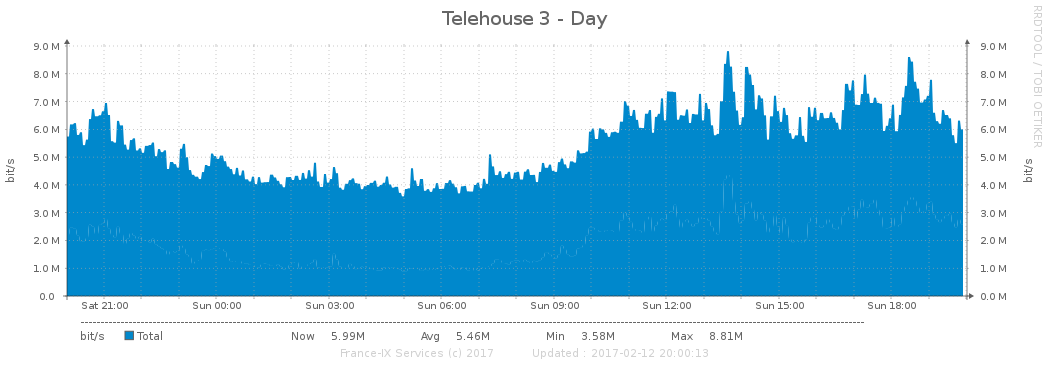 Telehouse 3 - Day
RRDTOOL / TOBI OETIKER
9.0 M 9.0 M
8.0 M 8.0 M
7.0 M 7.0 M
6.0 M 6.0 M
5.0 M 5.0 M
4.0 M 4.0 M
3.0 M 3.0 M
2.0 M 2.0 M
1.0 M 1.0 M
0.0 0.0 M
bit/s bit/s
Sat 21:00 Sun 00:00 Sun 03:00 Sun 06:00 Sun 09:00 Sun 12:00 Sun 15:00 Sun 18:00
bit/s Total Now 5.99M Avg 5.46M Min 3.58M Max 8.81M
France-IX Services (c) 2017 Updated : 2017-02-12 20:00:13